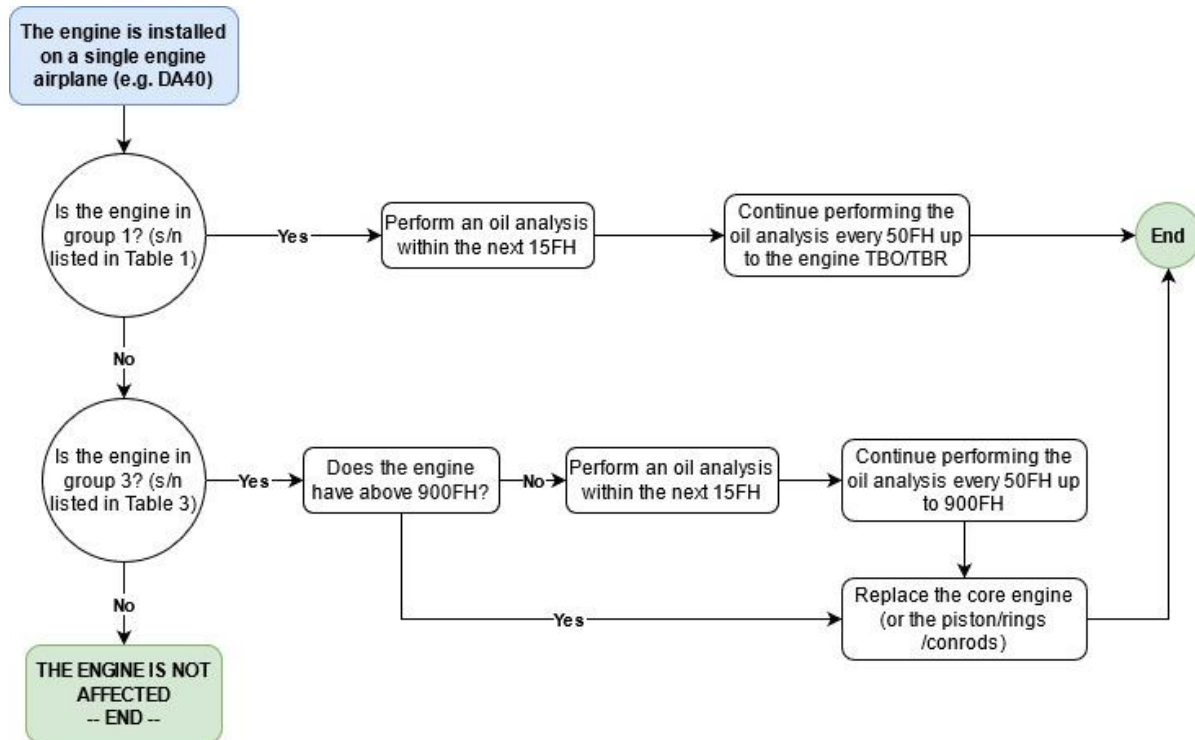 The engine is installed
on a single engine
airplane (e.g. DA40)
Is the engine in
group 1? (s/n
listed in Table 1)
Yes
Perform an oil analysis
within the next 15FH
Continue performing the
oil analysis every 50FH up
to the engine TBO/TBR
End
No
Is the engine in
group 3? (s/n
listed in Table 3)
Yes
Does the engine
have above 900FH?
No
Perform an oil analysis
within the next 15FH
Continue performing the
oil analysis every 50FH up
to 900FH
Yes
Replace the core engine
(or the piston/rings
/conrods)
No
THE ENGINE IS NOT
AFFECTED
-- END --